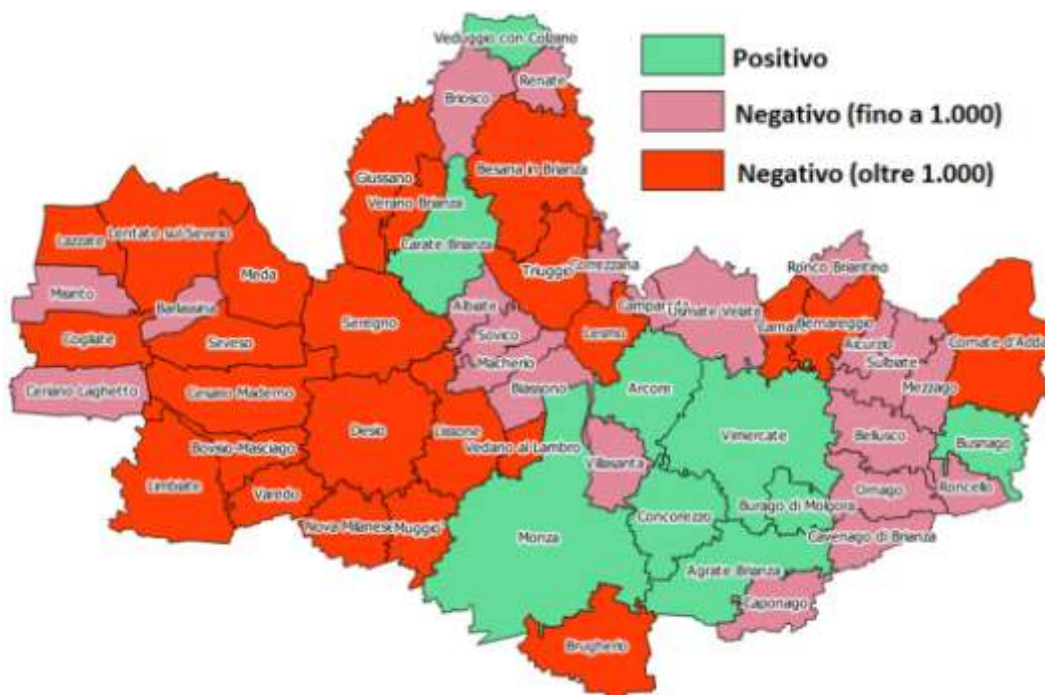 Veduggio con Colzano
Positivo
Renate
Briosco
Negativo (fino a 1.000)
Besana in Brianza
Giussano
Negativo (oltre 1.000)
Verano Brianza
Lentate sul Seveso
Lazzate
Carate Brianza
Correzzana
Ronco Briantino
Triuggio
Meda
Misinto
Barlassina
Albiate
Camparada
Usmate Velate
Carnate
Bernareggio
Seregno
Sovico
Lesmo
Aicurzio
Cogliate
Seveso
Sulbiate
Cornate d'Adda
Macherio
Mezzago
Ceriano Laghetto
Cesano Maderno
Biassono
Arcore
Desio
Lissone
Vimercate
Bellusco
Bovisio-Masciago
Vedano al Lambro
Busnago
Villasanta
Limbiate
Varedo
Ornago
Roncello
Burago di Molgora
Concorezzo
Nova Milanese
Muggiò
Monza
Cavenago di Brianza
Agrate Brianza
Caponago
Brugherio